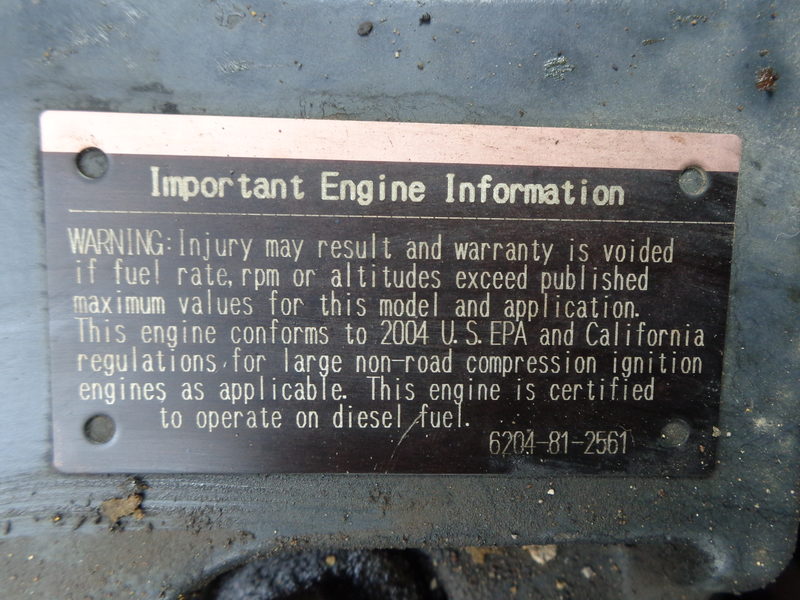 Important Engine Information
WARNING: Injury may result and warranty is voided
if fuel rate, rpm or altitudes exceed published
maximum values for this model and application.
This engine conforms to 2004 U.S. EPA and California
regulations, for large non-road compression ignition
engines as applicable. This engine is certified
to operate on diesel fuel.
6204-81-2561